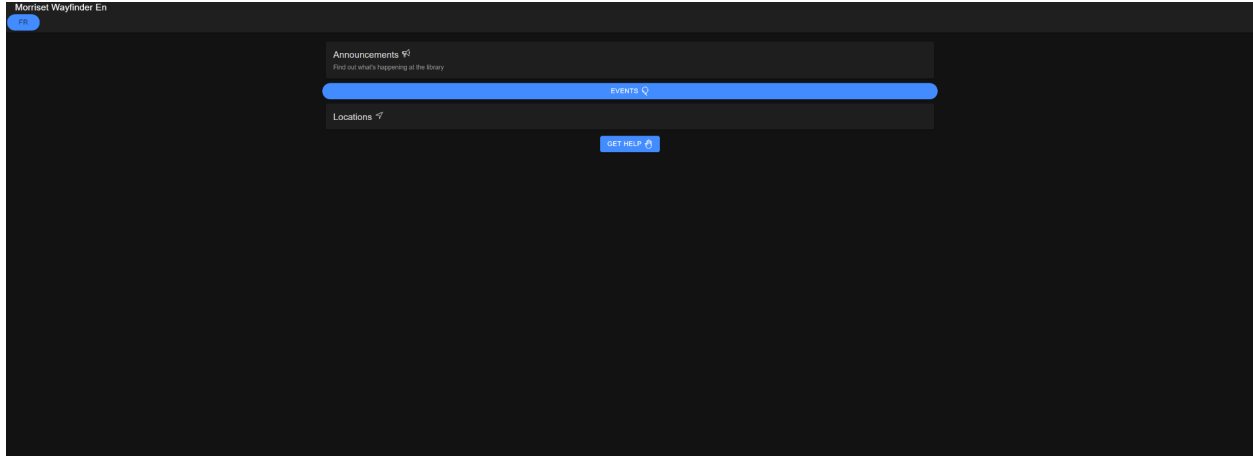 Morriset Wayfinder En
FR
Announcements
Find out what's happening at the library
EVENTS
Locations
GET HELP